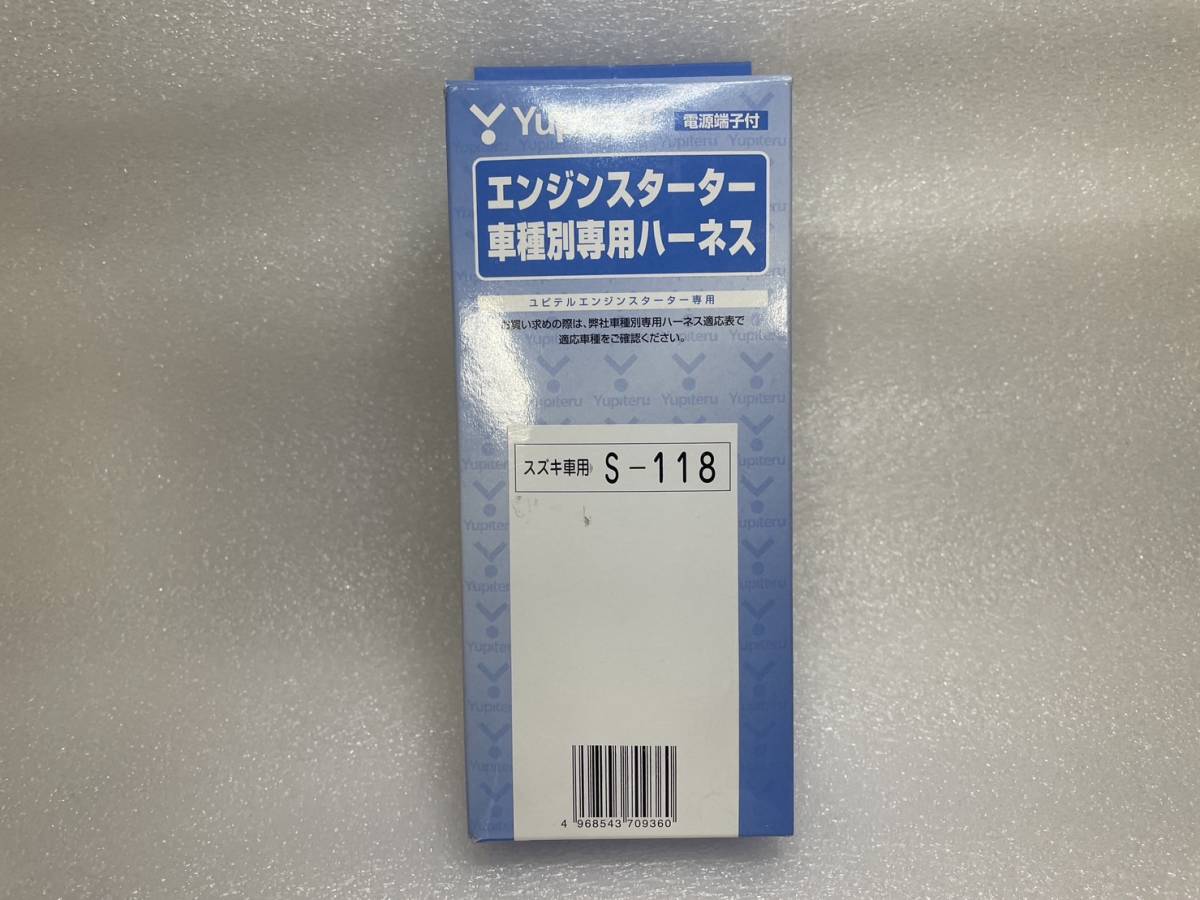 Yupiteru
電源端子付
エンジンスターター
車種別専用ハーネス
ユピテルエンジンスターター専用
お買い求めの際は、弊社車種別専用ハーネス適応表で
適応車種をご確認ください。
スズキ車用 S-118
4 968543 709360